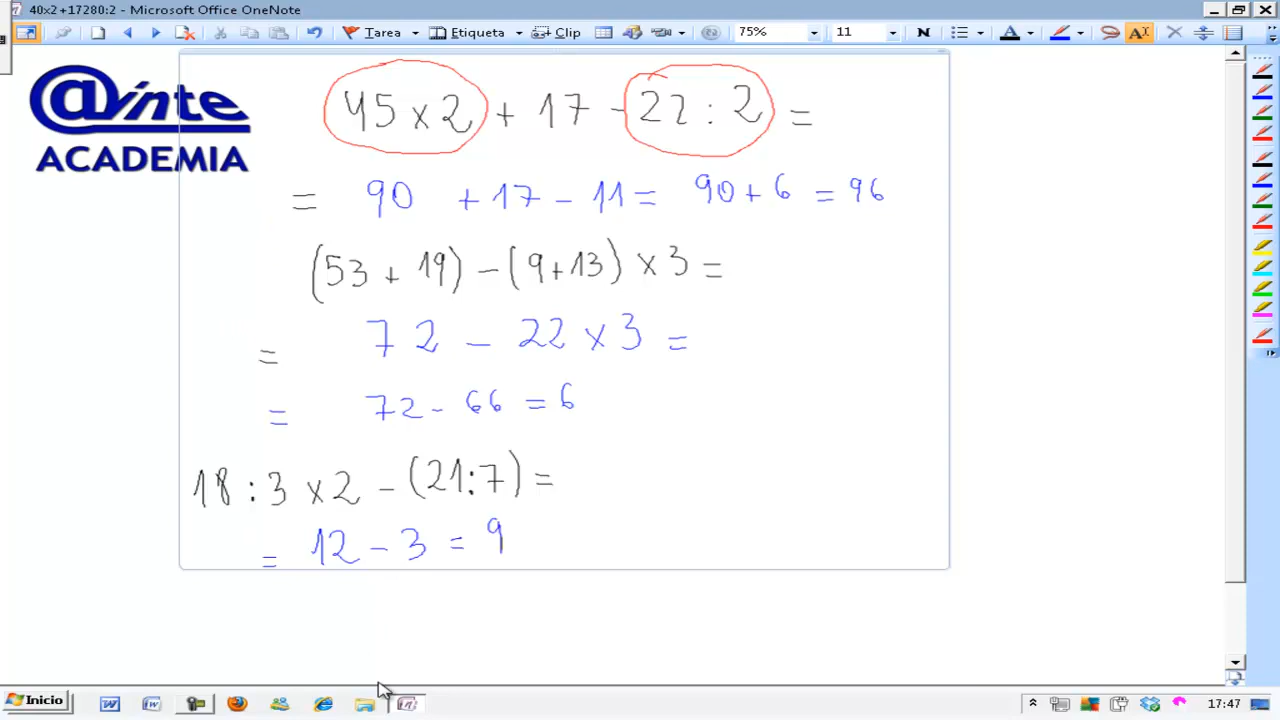 40x2+17280:2 - Microsoft Office OneNote
Tarea Etiqueta Clip 75% 11 N A
@inte
ACADEMIA
45 x 2 + 17 - 22 : 2 =
= 90 + 17 - 11 = 90 + 6 = 96
(53 + 19) - (9 + 13) x 3 =
= 72 - 22 x 3 =
= 72 - 66 = 6
18 : 3 x 2 - (21 : 7) =
= 12 - 3 = 9
Inicio 17:47